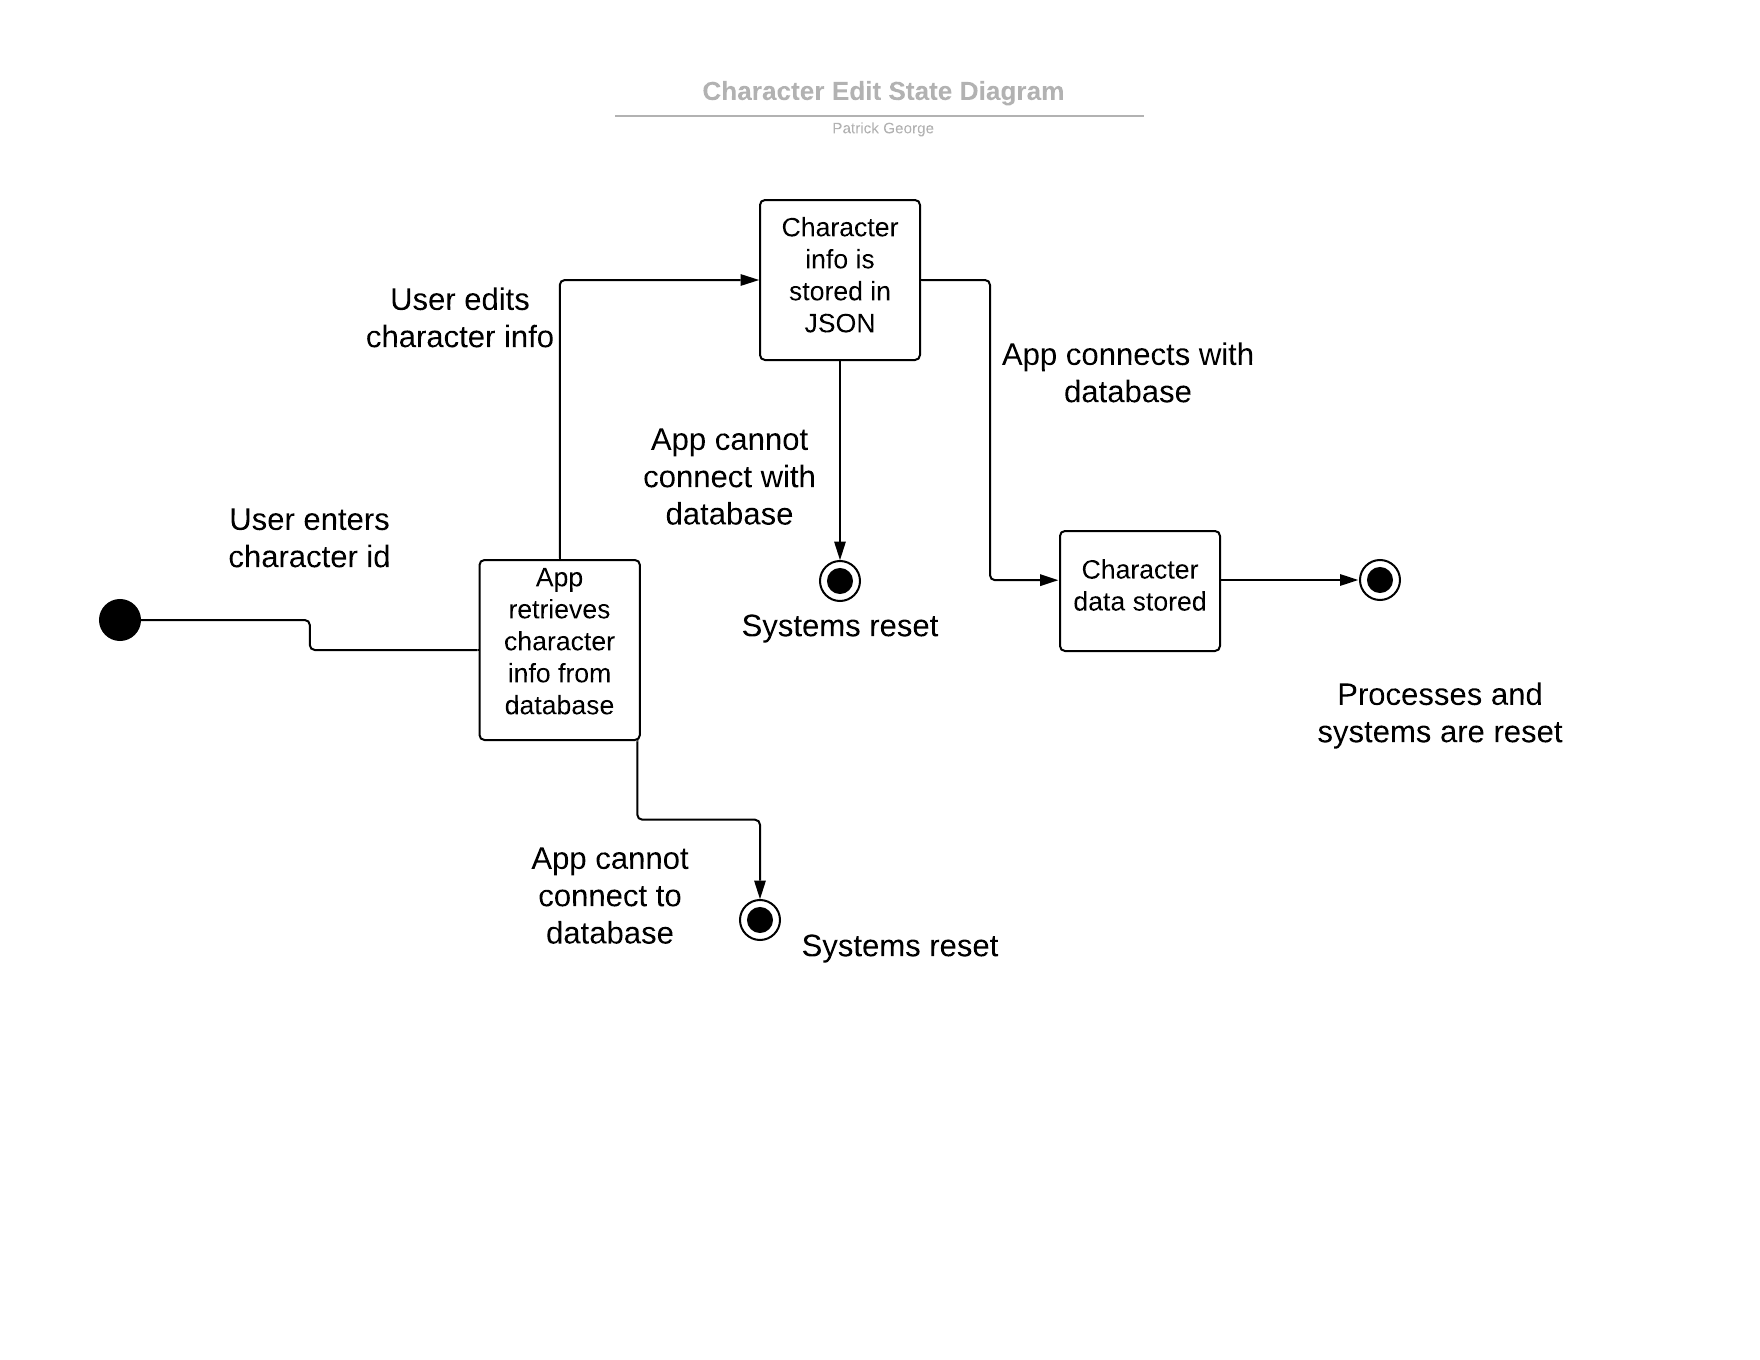 Character Edit State Diagram
Patrick George
Character
info is
stored in
JSON
User edits
character info
App connects with
database
App cannot
connect with
database
User enters
character id
App
retrieves
character
info from
database
Systems reset
Character
data stored
Processes and
systems are reset
App cannot
connect to
database
Systems reset